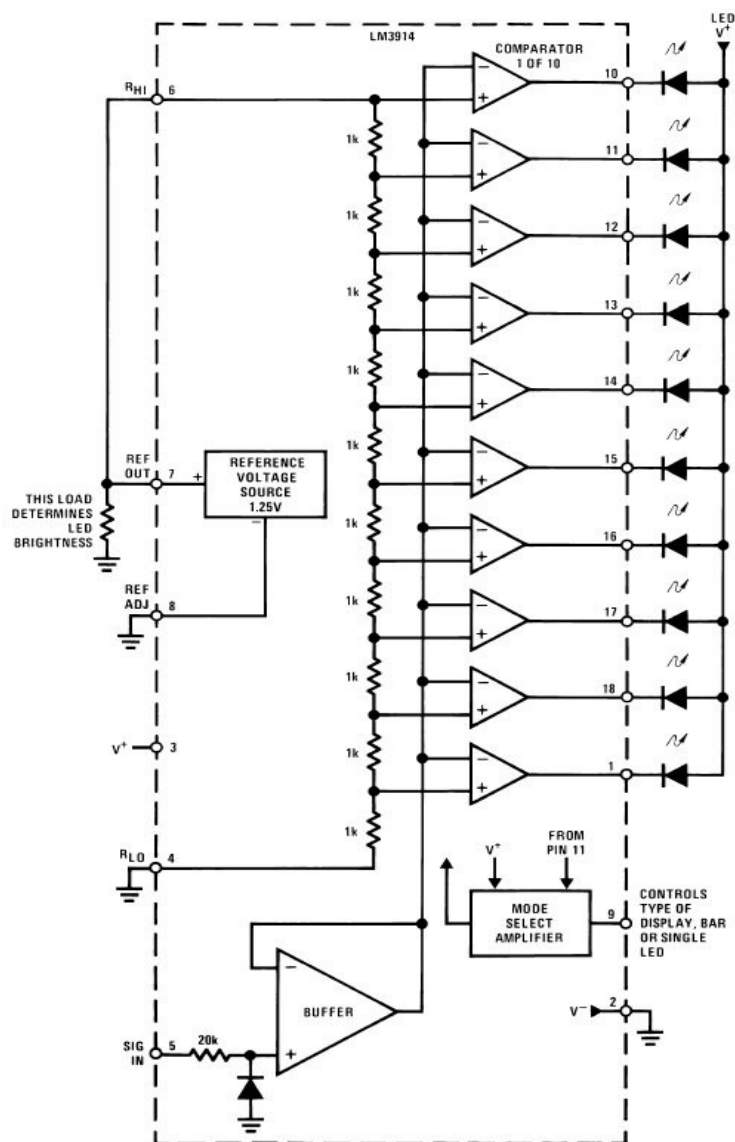 LED
V+
LM3914
COMPARATOR
1 OF 10
RHI
6
10
11
12
13
14
15
16
17
18
1
1k
1k
1k
1k
1k
1k
1k
1k
1k
1k
−
+
−
+
−
+
−
+
−
+
−
+
−
+
−
+
−
+
−
+
REF
OUT
7
+
REFERENCE
VOLTAGE
SOURCE
1.25V
−
THIS LOAD
DETERMINES
LED
BRIGHTNESS
REF
ADJ
8
V+
3
RLO
4
V+
FROM
PIN 11
MODE
SELECT
AMPLIFIER
9
CONTROLS
TYPE OF
DISPLAY, BAR
OR SINGLE
LED
−
BUFFER
+
V−
2
SIG
IN
5
20k